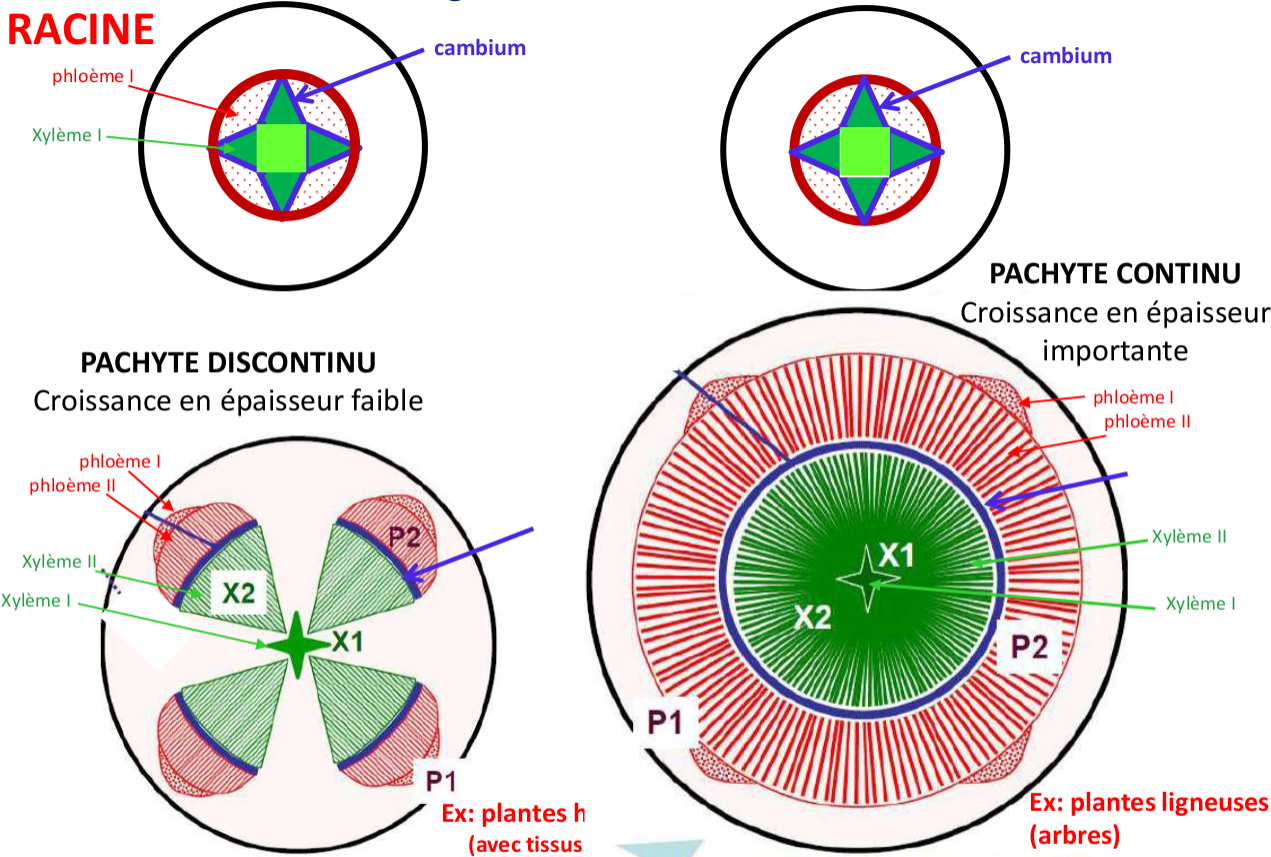 RACINE
cambium
phloème I
Xylème I
cambium
PACHYTE CONTINU
Croissance en épaisseur
importante
PACHYTE DISCONTINU
Croissance en épaisseur faible
phloème I
phloème II
phloème I
phloème II
P2
Xylème II
X2
Xylème I
X1
P1
Xylème II
X1
Xylème I
X2
P2
P1
Ex: plantes h
(avec tissus
Ex: plantes ligneuses
(arbres)